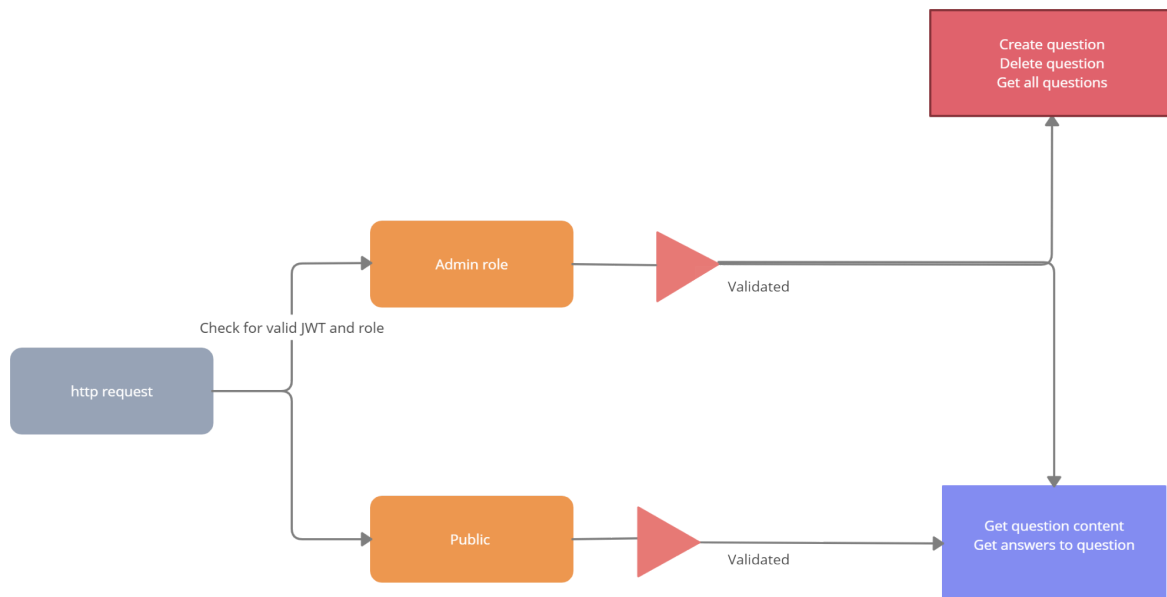 Create question
Delete question
Get all questions
Admin role
Validated
Check for valid JWT and role
http request
Get question content
Get answers to question
Public
Validated